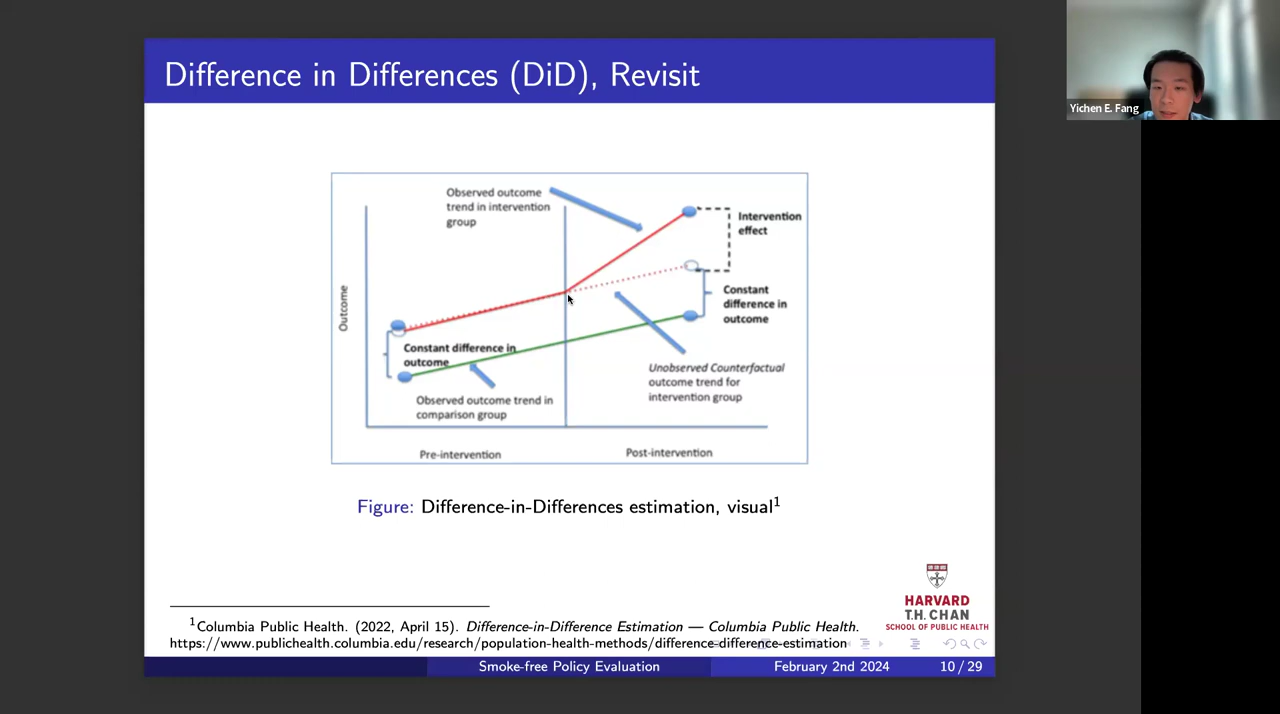 Difference in Differences (DiD), Revisit
Yichen E. Fang
Observed outcome
trend in intervention
group
Intervention
effect
Outcome
Constant
difference in
outcome
Constant difference in
outcome
Unobserved Counterfactual
outcome trend for
intervention group
Observed outcome trend in
comparison group
Pre-intervention
Post-intervention
Figure: Difference-in-Differences estimation, visual1
HARVARD
T.H. CHAN
SCHOOL OF PUBLIC HEALTH
1Columbia Public Health. (2022, April 15). Difference-in-Difference Estimation — Columbia Public Health.
https://www.publichealth.columbia.edu/research/population-health-methods/difference-difference-estimation
Smoke-free Policy Evaluation
February 2nd 2024
10 / 29